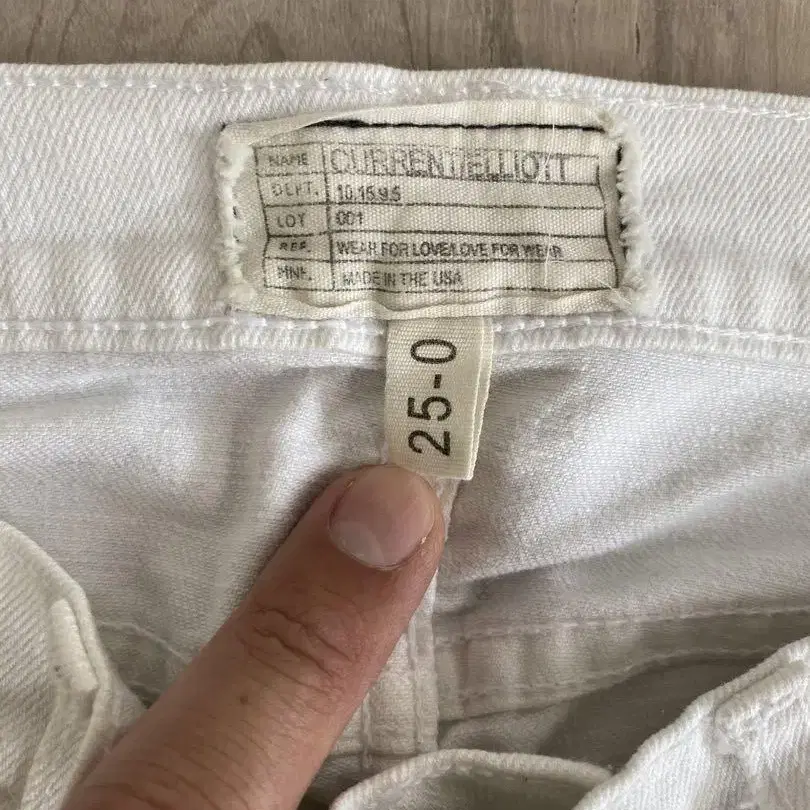 NAME CURRENT/ELLIOTT
DEPT. 10.15.9.5
LOT 001
REF. WEAR FOR LOVE/LOVE FOR WEAR
MNF. MADE IN THE USA
25-0